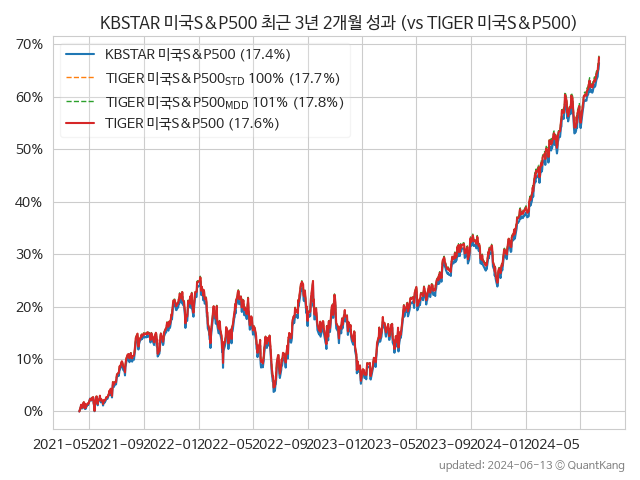 KBSTAR 미국S&P500 최근 3년 2개월 성과 (vs TIGER 미국S&P500)
70%
60%
50%
40%
30%
20%
10%
0%
KBSTAR 미국S&P500 (17.4%)
TIGER 미국S&P500STD 100% (17.7%)
TIGER 미국S&P500MDD 101% (17.8%)
TIGER 미국S&P500 (17.6%)
2021-05 2021-09 2022-01 2022-05 2022-09 2023-01 2023-05 2023-09 2024-01 2024-05
updated: 2024-06-13 © QuantKang